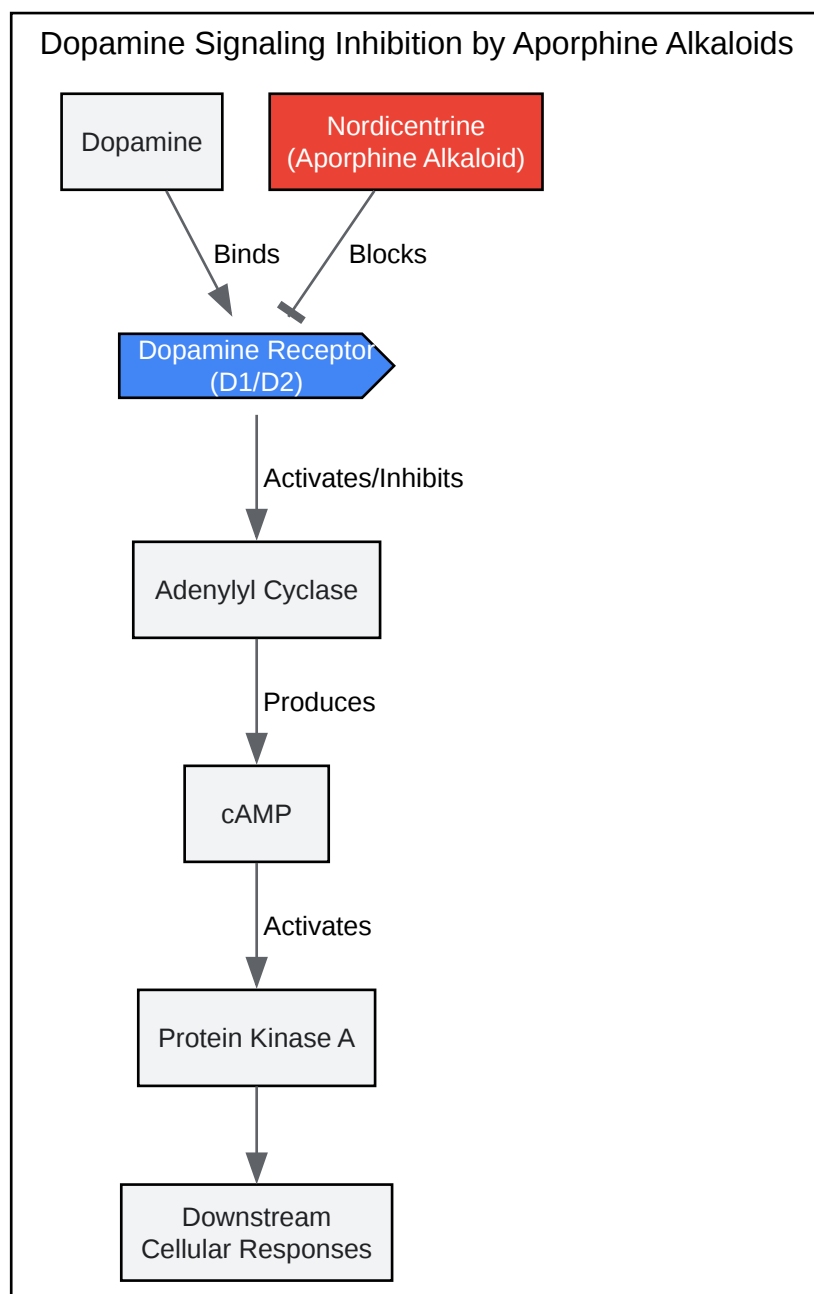 Dopamine Signaling Inhibition by Aporphine Alkaloids
Dopamine
Nordicentrine
(Aporphine Alkaloid)
Binds
Blocks
Dopamine Receptor
(D1/D2)
Activates/Inhibits
Adenylyl Cyclase
Produces
cAMP
Activates
Protein Kinase A
Downstream
Cellular Responses